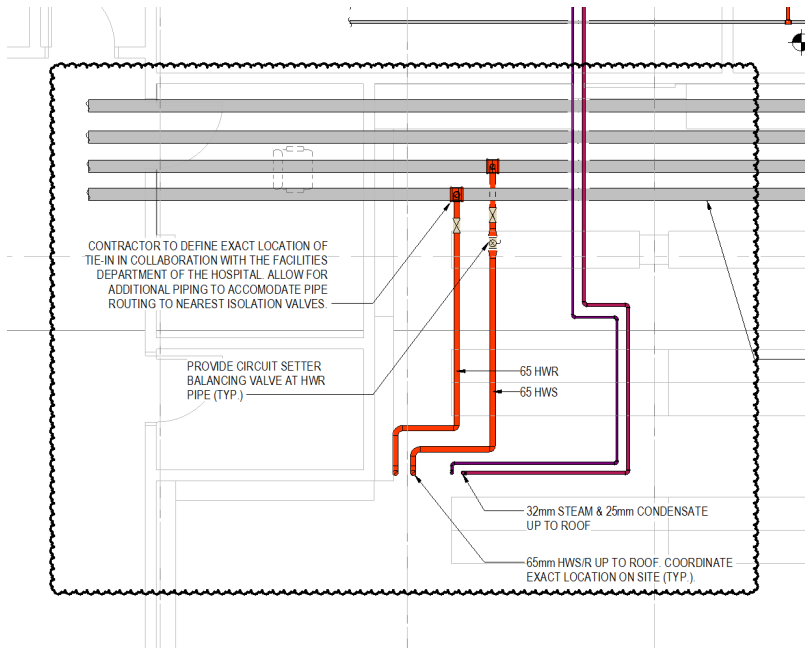 CONTRACTOR TO DEFINE EXACT LOCATION OF
TIE-IN IN COLLABORATION WITH THE FACILITIES
DEPARTMENT OF THE HOSPITAL. ALLOW FOR
ADDITIONAL PIPING TO ACCOMODATE PIPE
ROUTING TO NEAREST ISOLATION VALVES.
PROVIDE CIRCUIT SETTER
BALANCING VALVE AT HWR
PIPE (TYP.)
65 HWR
65 HWS
32mm STEAM & 25mm CONDENSATE
UP TO ROOF
65mm HWS/R UP TO ROOF. COORDINATE
EXACT LOCATION ON SITE (TYP.).